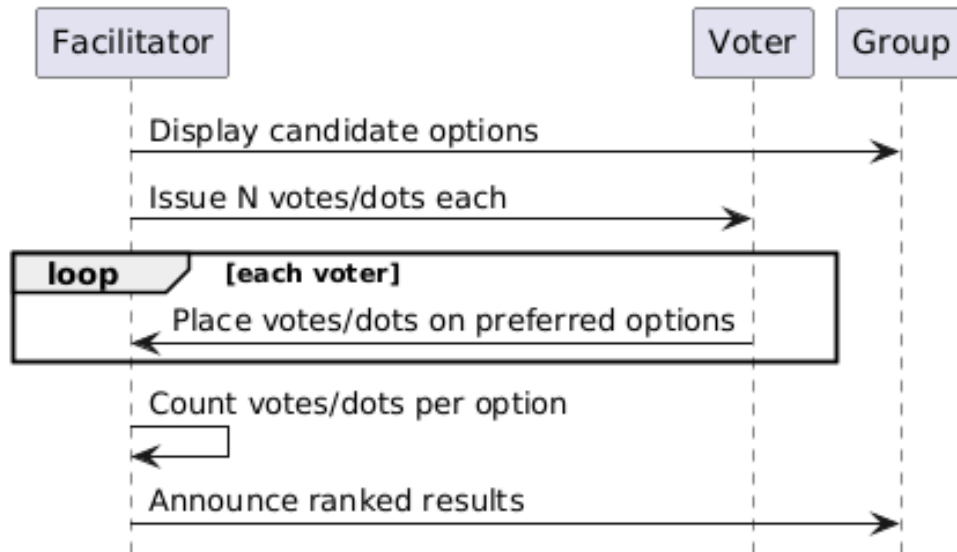 Facilitator Voter Group
Display candidate options
Issue N votes/dots each
loop [each voter]
Place votes/dots on preferred options
Count votes/dots per option
Announce ranked results